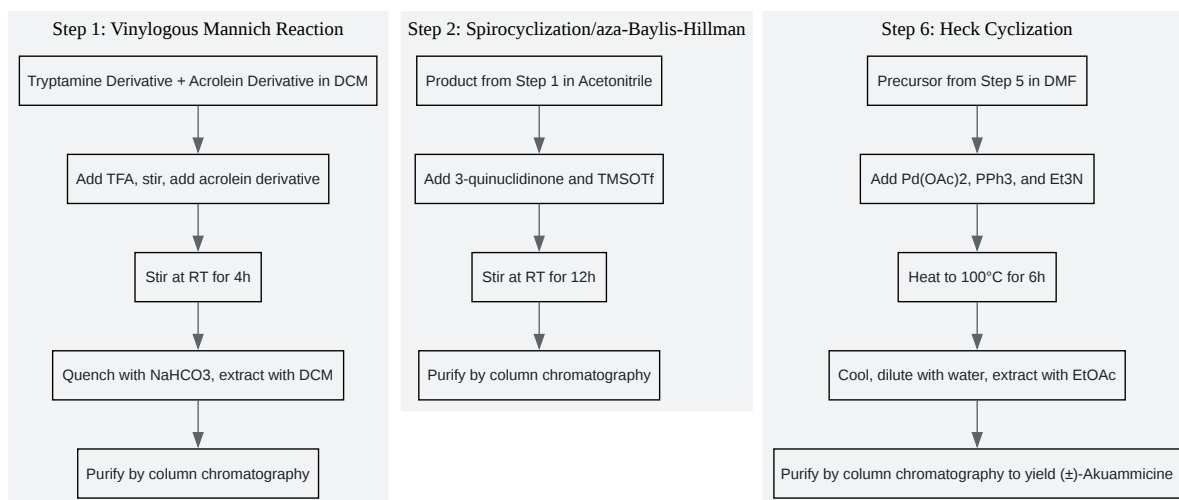 Step 1: Vinylogous Mannich Reaction
Tryptamine Derivative + Acrolein Derivative in DCM
Add TFA, stir, add acrolein derivative
Stir at RT for 4h
Quench with NaHCO3, extract with DCM
Purify by column chromatography
Step 2: Spirocyclization/aza-Baylis-Hillman
Product from Step 1 in Acetonitrile
Add 3-quinuclidinone and TMSOTf
Stir at RT for 12h
Purify by column chromatography
Step 6: Heck Cyclization
Precursor from Step 5 in DMF
Add Pd(OAc)2, PPh3, and Et3N
Heat to 100°C for 6h
Cool, dilute with water, extract with EtOAc
Purify by column chromatography to yield (±)-Akuammicine